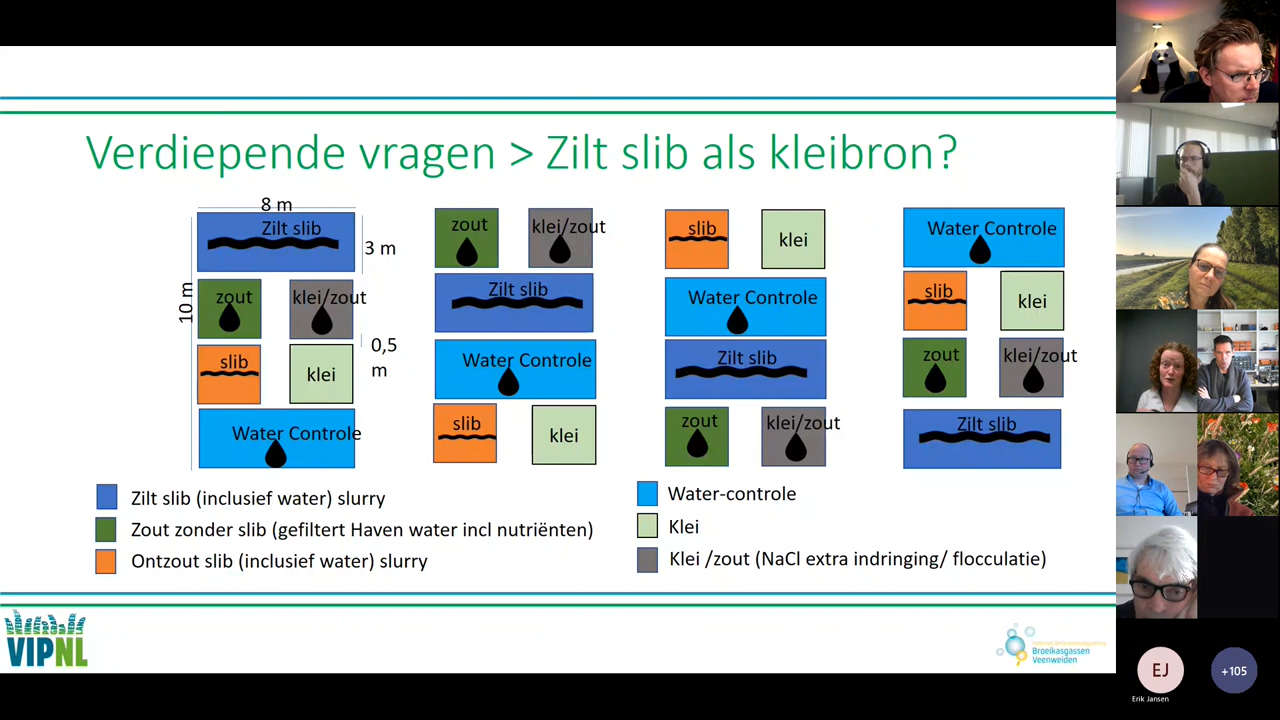 Verdiepende vragen > Zilt slib als kleibron?
8 m
10 m
3 m
0,5
m
Zilt slib
zout
klei/zout
slib
klei
Water Controle
zout
klei/zout
Zilt slib
Water Controle
slib
klei
slib
klei
Water Controle
Zilt slib
zout
klei/zout
Water Controle
slib
klei
zout
klei/zout
Zilt slib
Zilt slib (inclusief water) slurry
Zout zonder slib (gefiltert Haven water incl nutriënten)
Ontzout slib (inclusief water) slurry
Water-controle
Klei
Klei /zout (NaCl extra indringing/ flocculatie)
VIPNL
Broeikasgassen
Veenweiden
EJ
Erik Jansen
+105